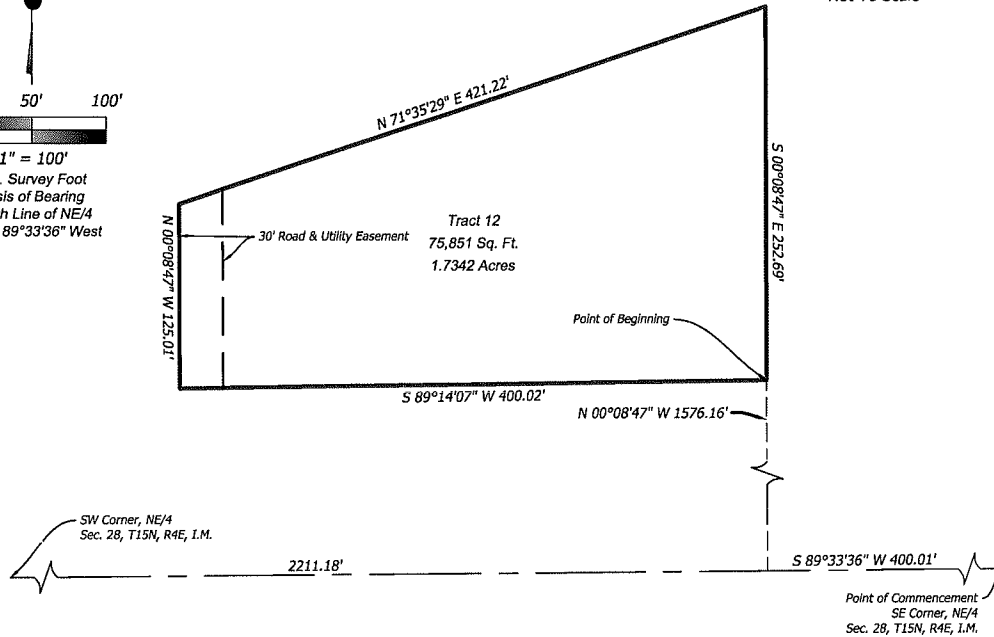 50' 100'
1" = 100'
. Survey Foot
sis of Bearing
h Line of NE/4
89°33'36" West
N 71°35'29" E 421.22'
S 00°08'47" E 252.69'
N 00°08'47" W 125.01'
30' Road & Utility Easement
Tract 12
75,851 Sq. Ft.
1.7342 Acres
Point of Beginning
S 89°14'07" W 400.02'
N 00°08'47" W 1576.16'
SW Corner, NE/4
Sec. 28, T15N, R4E, I.M.
2211.18'
S 89°33'36" W 400.01'
Point of Commencement
SE Corner, NE/4
Sec. 28, T15N, R4E, I.M.